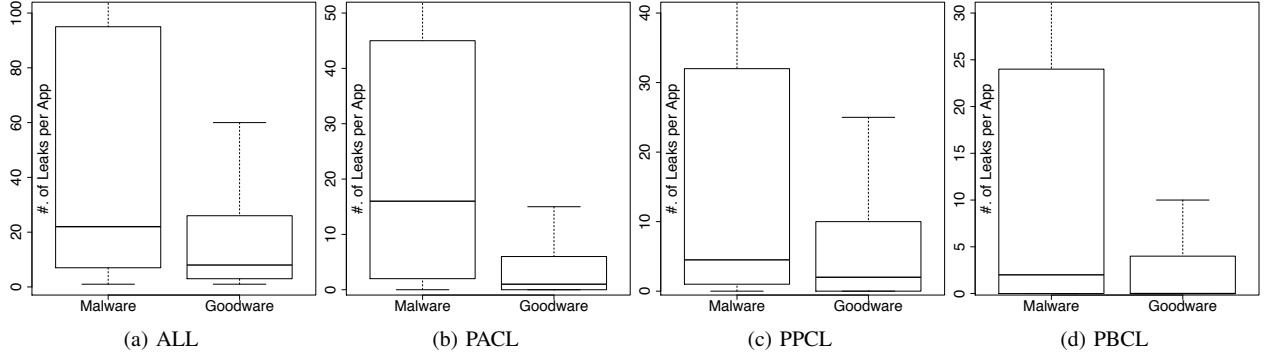 #. of Leaks per App
100
80
60
40
20
0
Malware Goodware
(a) ALL
#. of Leaks per App
50
40
30
20
10
0
Malware Goodware
(b) PACL
#. of Leaks per App
40
30
20
10
0
Malware Goodware
(c) PPCL
#. of Leaks per App
30
25
20
15
10
5
0
Malware Goodware
(d) PBCL